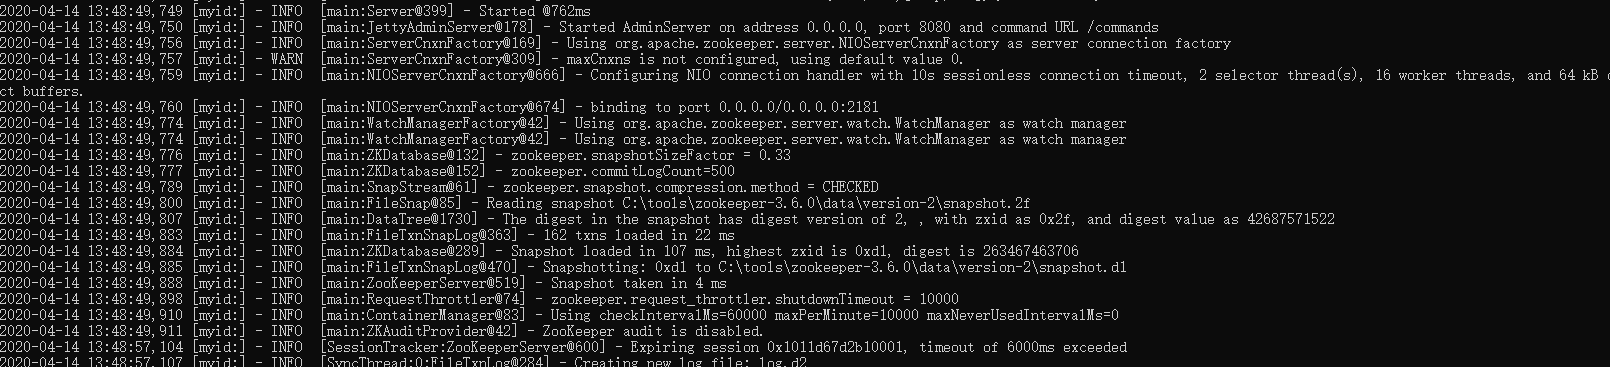 2020-04-14 13:48:49,749 [myid:] - INFO  [main:Server@399] - Started @762ms
2020-04-14 13:48:49,750 [myid:] - INFO  [main:JettyAdminServer@178] - Started AdminServer on address 0.0.0.0, port 8080 and command URL /commands
2020-04-14 13:48:49,756 [myid:] - INFO  [main:ServerCnxnFactory@169] - Using org.apache.zookeeper.server.NIOServerCnxnFactory as server connection factory
2020-04-14 13:48:49,757 [myid:] - WARN  [main:ServerCnxnFactory@309] - maxCnxns is not configured, using default value 0.
2020-04-14 13:48:49,759 [myid:] - INFO  [main:NIOServerCnxnFactory@666] - Configuring NIO connection handler with 10s sessionless connection timeout, 2 selector thread(s), 16 worker threads, and 64 kB
ct buffers.
2020-04-14 13:48:49,760 [myid:] - INFO  [main:NIOServerCnxnFactory@674] - binding to port 0.0.0.0/0.0.0.0:2181
2020-04-14 13:48:49,774 [myid:] - INFO  [main:WatchManagerFactory@42] - Using org.apache.zookeeper.server.watch.WatchManager as watch manager
2020-04-14 13:48:49,774 [myid:] - INFO  [main:WatchManagerFactory@42] - Using org.apache.zookeeper.server.watch.WatchManager as watch manager
2020-04-14 13:48:49,776 [myid:] - INFO  [main:ZKDatabase@132] - zookeeper.snapshotSizeFactor = 0.33
2020-04-14 13:48:49,777 [myid:] - INFO  [main:ZKDatabase@152] - zookeeper.commitLogCount=500
2020-04-14 13:48:49,789 [myid:] - INFO  [main:SnapStream@61] - zookeeper.snapshot.compression.method = CHECKED
2020-04-14 13:48:49,800 [myid:] - INFO  [main:FileSnap@85] - Reading snapshot C:\tools\zookeeper-3.6.0\data\version-2\snapshot.2f
2020-04-14 13:48:49,807 [myid:] - INFO  [main:DataTree@1730] - The digest in the snapshot has digest version of 2, , with zxid as 0x2f, and digest value as 42687571522
2020-04-14 13:48:49,883 [myid:] - INFO  [main:FileTxnSnapLog@363] - 162 txns loaded in 22 ms
2020-04-14 13:48:49,884 [myid:] - INFO  [main:ZKDatabase@289] - Snapshot loaded in 107 ms, highest zxid is 0xd1, digest is 263467463706
2020-04-14 13:48:49,885 [myid:] - INFO  [main:FileTxnSnapLog@470] - Snapshotting: 0xd1 to C:\tools\zookeeper-3.6.0\data\version-2\snapshot.d1
2020-04-14 13:48:49,888 [myid:] - INFO  [main:ZooKeeperServer@519] - Snapshot taken in 4 ms
2020-04-14 13:48:49,898 [myid:] - INFO  [main:RequestThrottler@74] - zookeeper.request_throttler.shutdownTimeout = 10000
2020-04-14 13:48:49,910 [myid:] - INFO  [main:ContainerManager@83] - Using checkIntervalMs=60000 maxPerMinute=10000 maxNeverUsedIntervalMs=0
2020-04-14 13:48:49,911 [myid:] - INFO  [main:ZKAuditProvider@42] - ZooKeeper audit is disabled.
2020-04-14 13:48:57,104 [myid:] - INFO  [SessionTracker:ZooKeeperServer@600] - Expiring session 0x1011d67d2b10001, timeout of 6000ms exceeded
2020-04-14 13:48:57,107 [myid:] - INFO  [SyncThread:0:FileTxnLog@284] - Creating new log file: log.d2